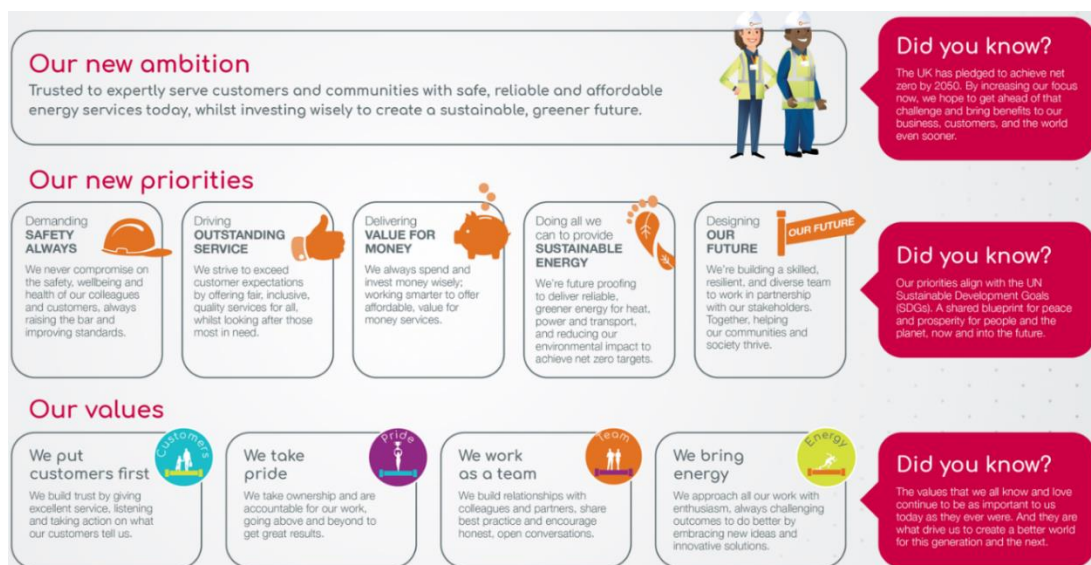 Our new ambition
Trusted to expertly serve customers and communities with safe, reliable and affordable
energy services today, whilst investing wisely to create a sustainable, greener future.
Did you know?
The UK has pledged to achieve net
zero by 2050. By increasing our focus
now, we hope to get ahead of that
challenge and bring benefits to our
business, customers, and the world
even sooner.
Our new priorities
Demanding
SAFETY
ALWAYS
We never compromise on
the safety, wellbeing and
health of our colleagues
and customers, always
raising the bar and
improving standards.
Driving
OUTSTANDING
SERVICE
We strive to exceed
customer expectations
by offering fair, inclusive,
quality services for all,
whilst looking after those
most in need.
Delivering
VALUE FOR
MONEY
We always spend and
invest money wisely;
working smarter to offer
affordable, value for
money services.
Doing all we
can to provide
SUSTAINABLE
ENERGY
We're future proofing
to deliver reliable,
greener energy for heat,
power and transport,
and reducing our
environmental impact to
achieve net zero targets.
Designing
OUR
FUTURE
OUR FUTURE
We're building a skilled,
resilient, and diverse team
to work in partnership
with our stakeholders.
Together, helping
our communities and
society thrive.
Did you know?
Our priorities align with the UN
Sustainable Development Goals
(SDGs). A shared blueprint for peace
and prosperity for people and the
planet, now and into the future.
Our values
We put
customers first
Customers
We build trust by giving
excellent service, listening
and taking action on what
our customers tell us.
We take
pride
Pride
We take ownership and are
accountable for our work,
going above and beyond to
get great results.
We work
as a team
Team
We build relationships with
colleagues and partners, share
best practice and encourage
honest, open conversations.
We bring
energy
Energy
We approach all our work with
enthusiasm, always challenging
outcomes to do better by
embracing new ideas and
innovative solutions.
Did you know?
The values that we all know and love
continue to be as important to us
today as they ever were. And they are
what drive us to create a better world
for this generation and the next.